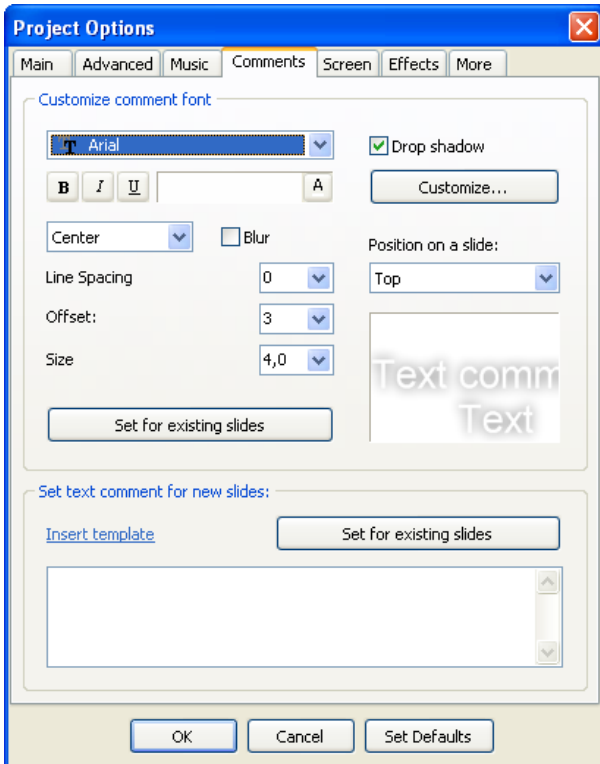 Project Options
Main Advanced Music Comments Screen Effects More
Customize comment font
Arial
Drop shadow
B I U A
Customize...
Center
Blur
Position on a slide:
Line Spacing
0
Top
Offset:
3
Size
4,0
Text comm
Text
Set for existing slides
Set text comment for new slides:
Insert template
Set for existing slides
OK Cancel Set Defaults